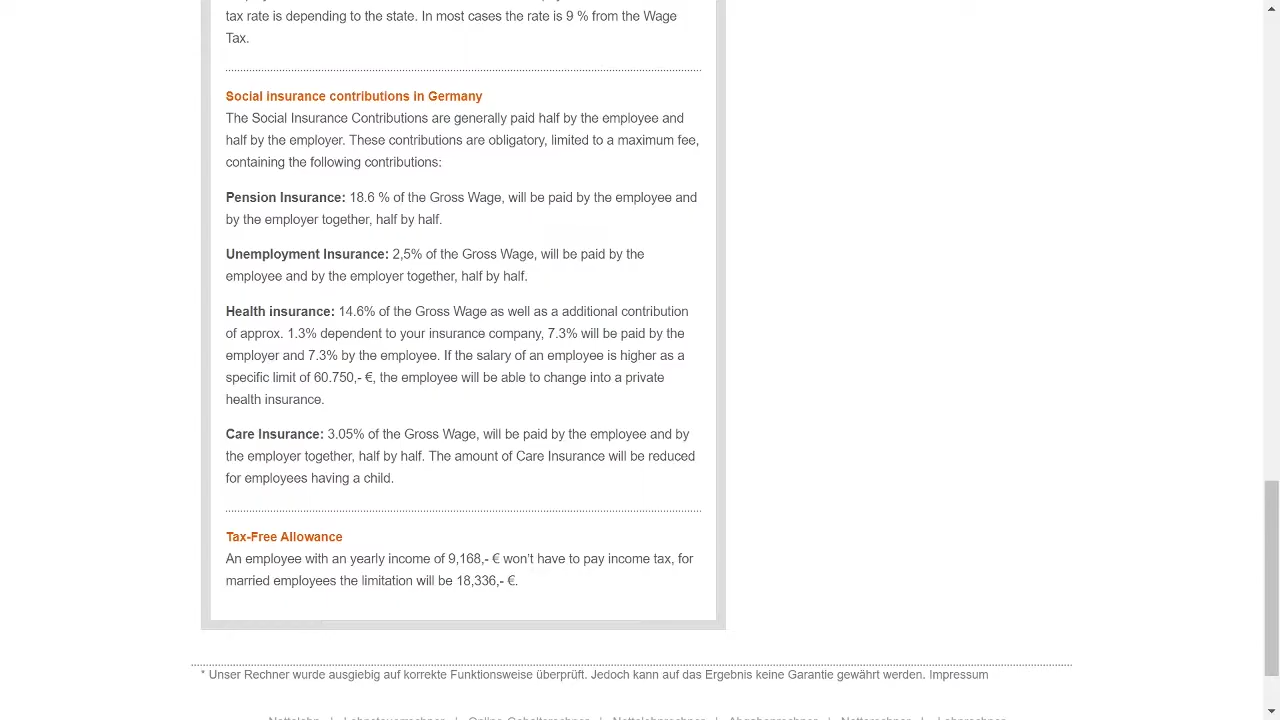 tax rate is depending to the state. In most cases the rate is 9 % from the Wage
Tax.
Social insurance contributions in Germany
The Social Insurance Contributions are generally paid half by the employee and
half by the employer. These contributions are obligatory, limited to a maximum fee,
containing the following contributions:
Pension Insurance: 18.6 % of the Gross Wage, will be paid by the employee and
by the employer together, half by half.
Unemployment Insurance: 2,5% of the Gross Wage, will be paid by the
employee and by the employer together, half by half.
Health insurance: 14.6% of the Gross Wage as well as a additional contribution
of approx. 1.3% dependent to your insurance company, 7.3% will be paid by the
employer and 7.3% by the employee. If the salary of an employee is higher as a
specific limit of 60.750,- €, the employee will be able to change into a private
health insurance.
Care Insurance: 3.05% of the Gross Wage, will be paid by the employee and by
the employer together, half by half. The amount of Care Insurance will be reduced
for employees having a child.
Tax-Free Allowance
An employee with an yearly income of 9,168,- € won't have to pay income tax, for
married employees the limitation will be 18,336,- €.
* Unser Rechner wurde ausgiebig auf korrekte Funktionsweise überprüft. Jedoch kann auf das Ergebnis keine Garantie gewährt werden. Impressum